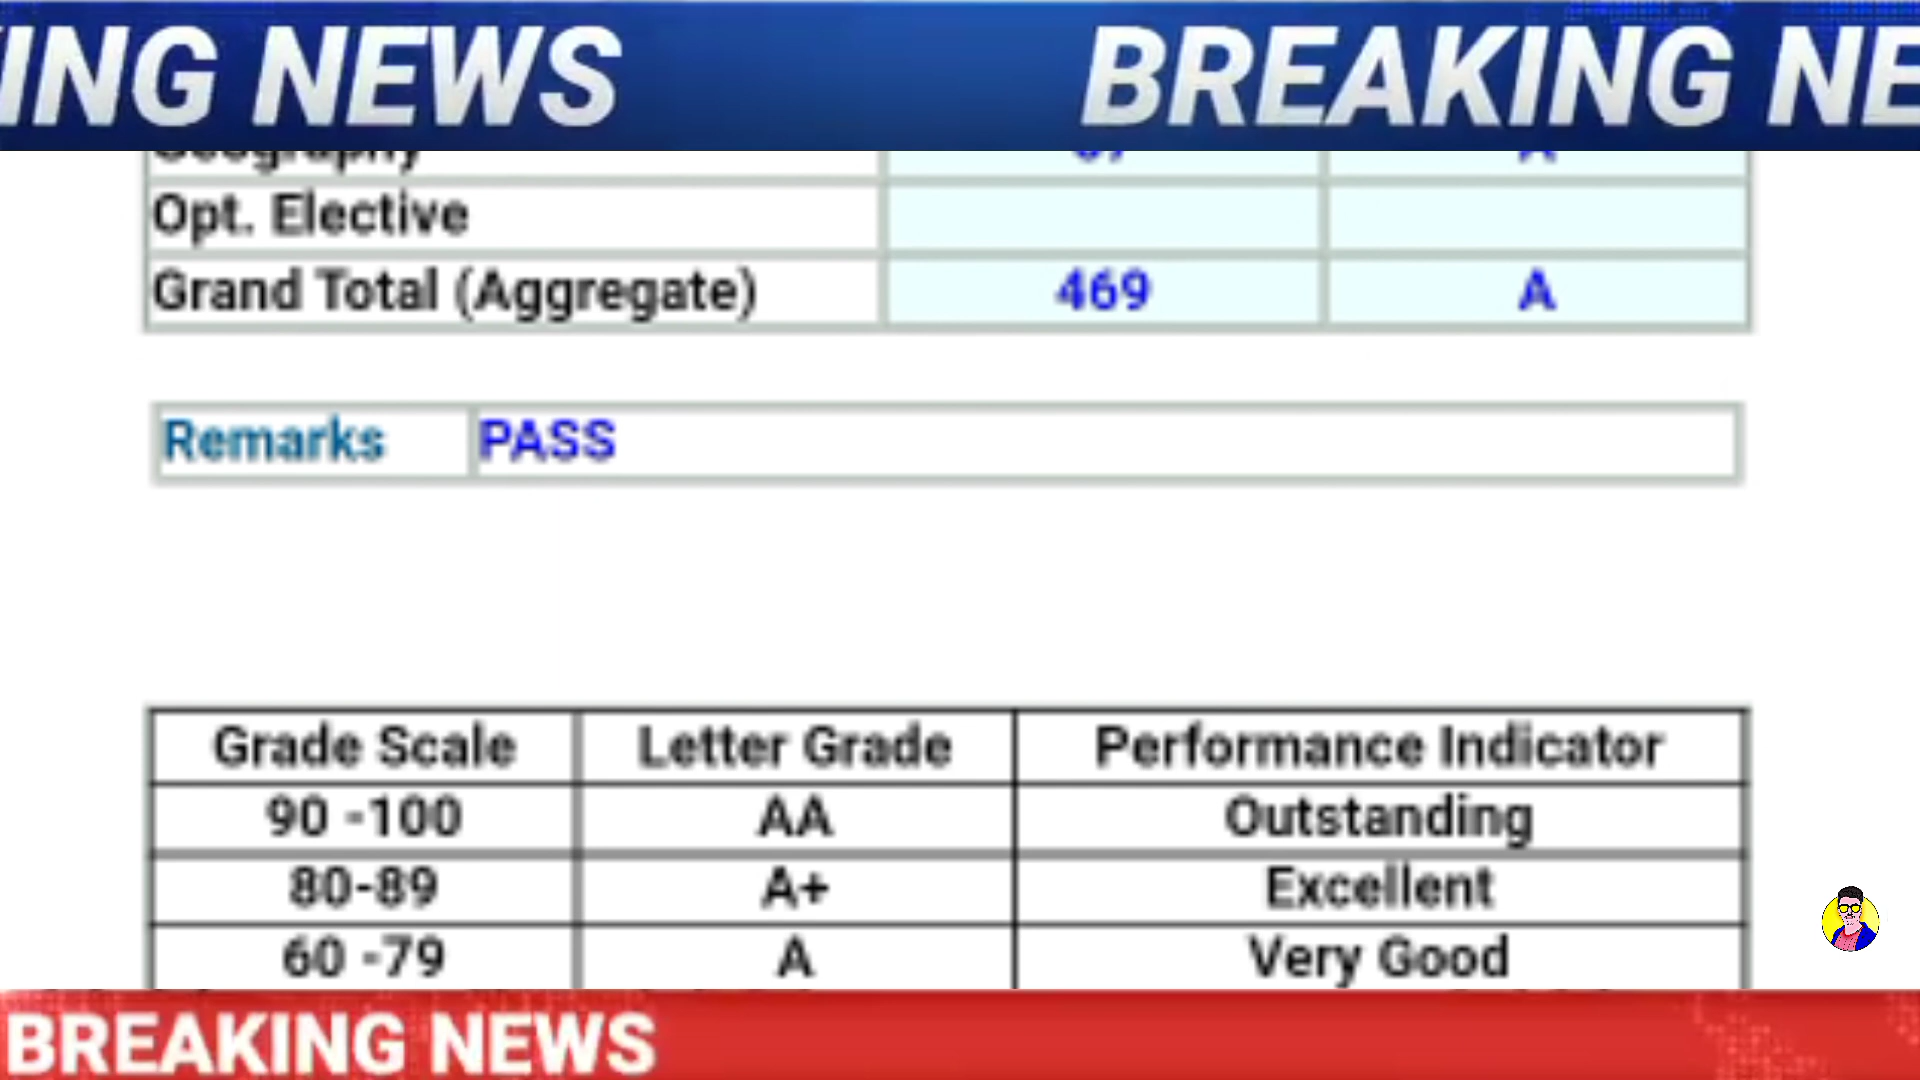 ING NEWS BREAKING NE
Geography A
Opt. Elective
Grand Total (Aggregate) 469 A
Remarks PASS
Grade Scale Letter Grade Performance Indicator
90 -100 AA Outstanding
80-89 A+ Excellent
60 -79 A Very Good
BREAKING NEWS